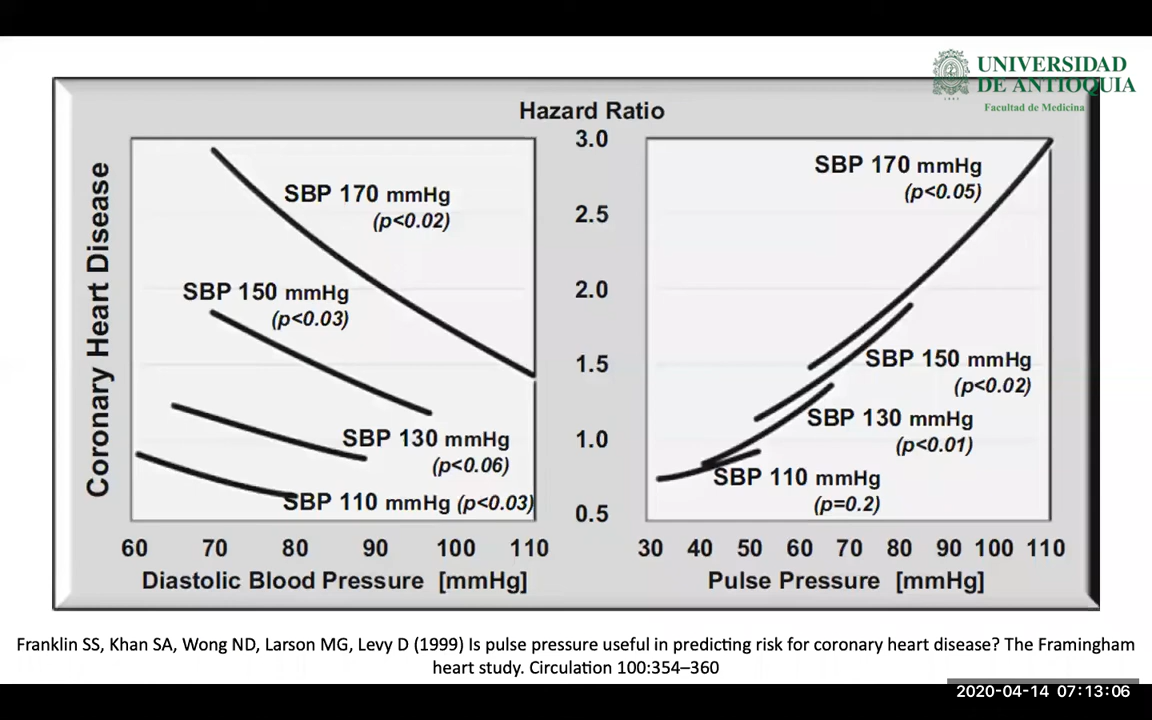 UNIVERSIDAD
DE ANTIOQUIA
Facultad de Medicina
1803
Hazard Ratio
Coronary Heart Disease
SBP 170 mmHg
(p<0.02)
SBP 150 mmHg
(p<0.03)
SBP 130 mmHg
(p<0.06)
SBP 110 mmHg (p<0.03)
60 70 80 90 100 110
Diastolic Blood Pressure [mmHg]
3.0
2.5
2.0
1.5
1.0
0.5
SBP 170 mmHg
(p<0.05)
SBP 150 mmHg
(p<0.02)
SBP 130 mmHg
(p<0.01)
SBP 110 mmHg
(p=0.2)
30 40 50 60 70 80 90 100 110
Pulse Pressure [mmHg]
Franklin SS, Khan SA, Wong ND, Larson MG, Levy D (1999) Is pulse pressure useful in predicting risk for coronary heart disease? The Framingham
heart study. Circulation 100:354–360
2020-04-14 07:13:06